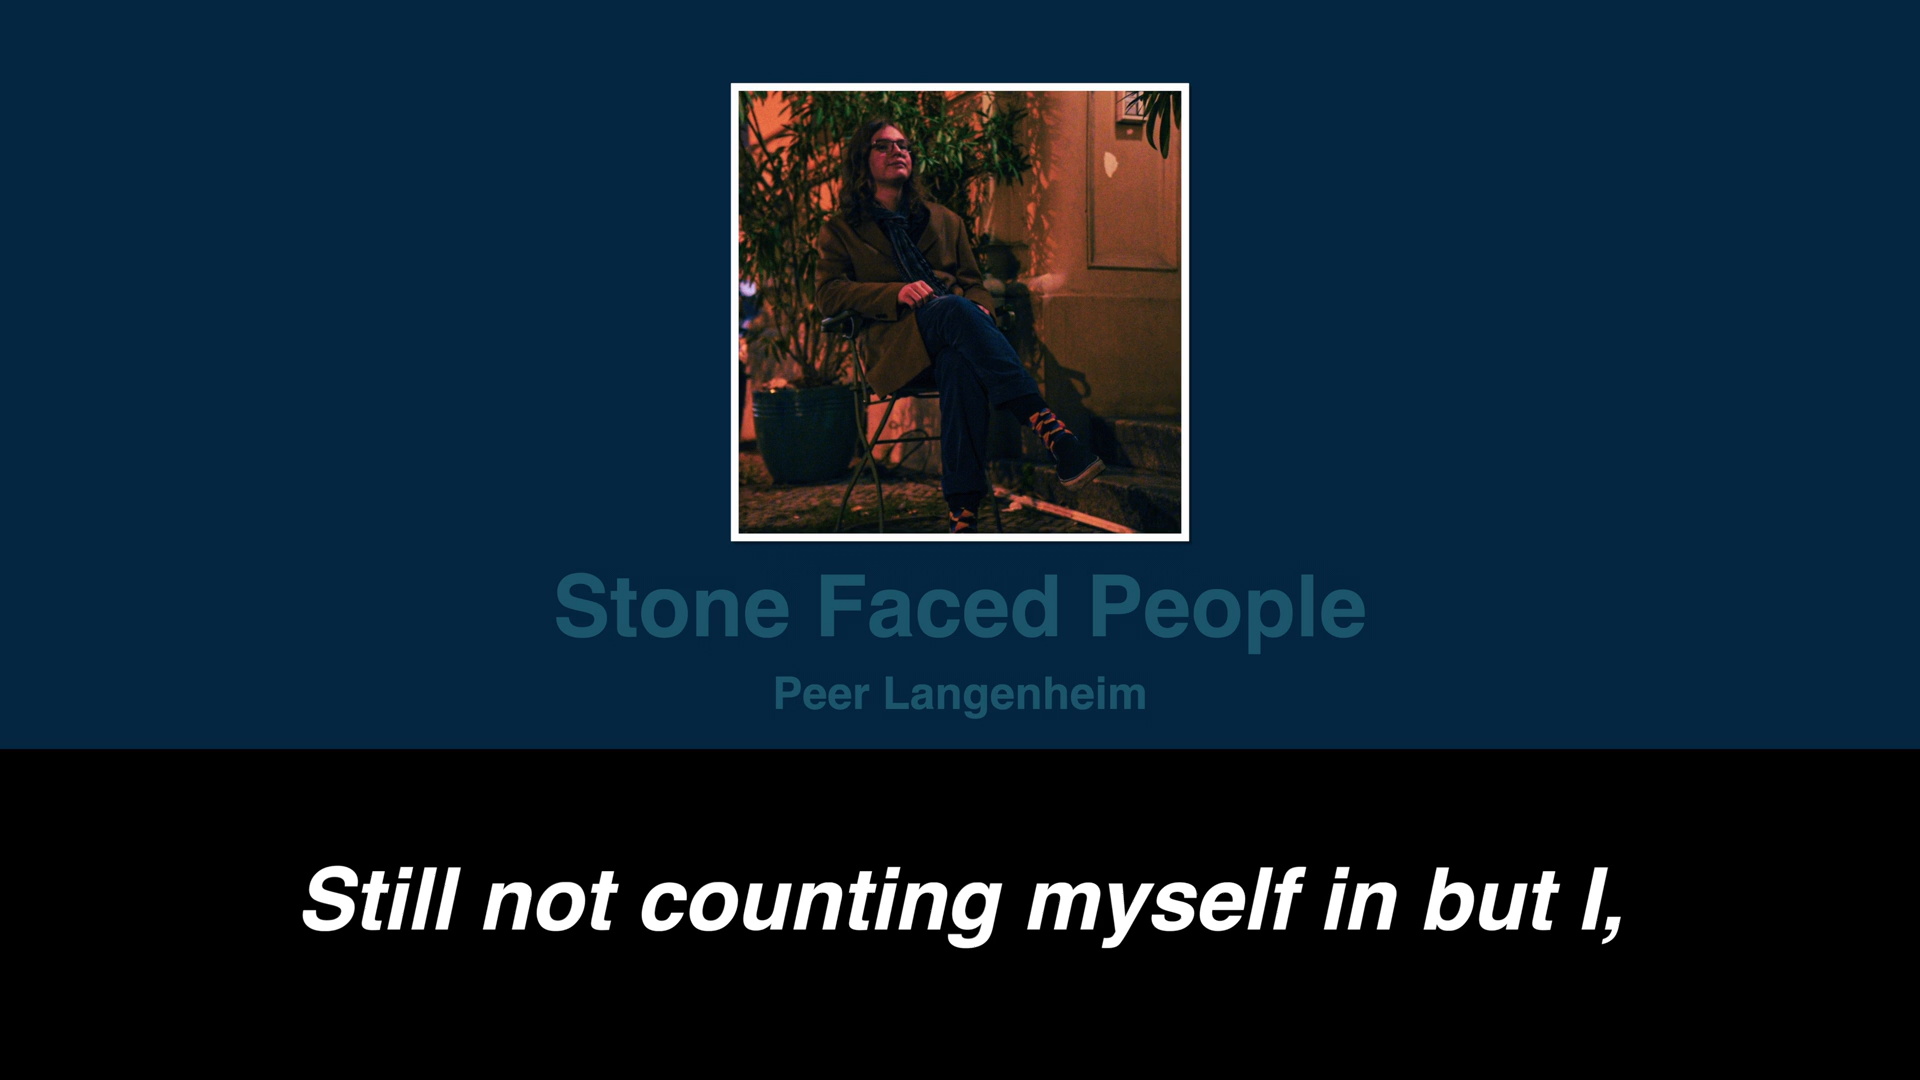 Stone Faced People
Peer Langenheim
Still not counting myself in but I,